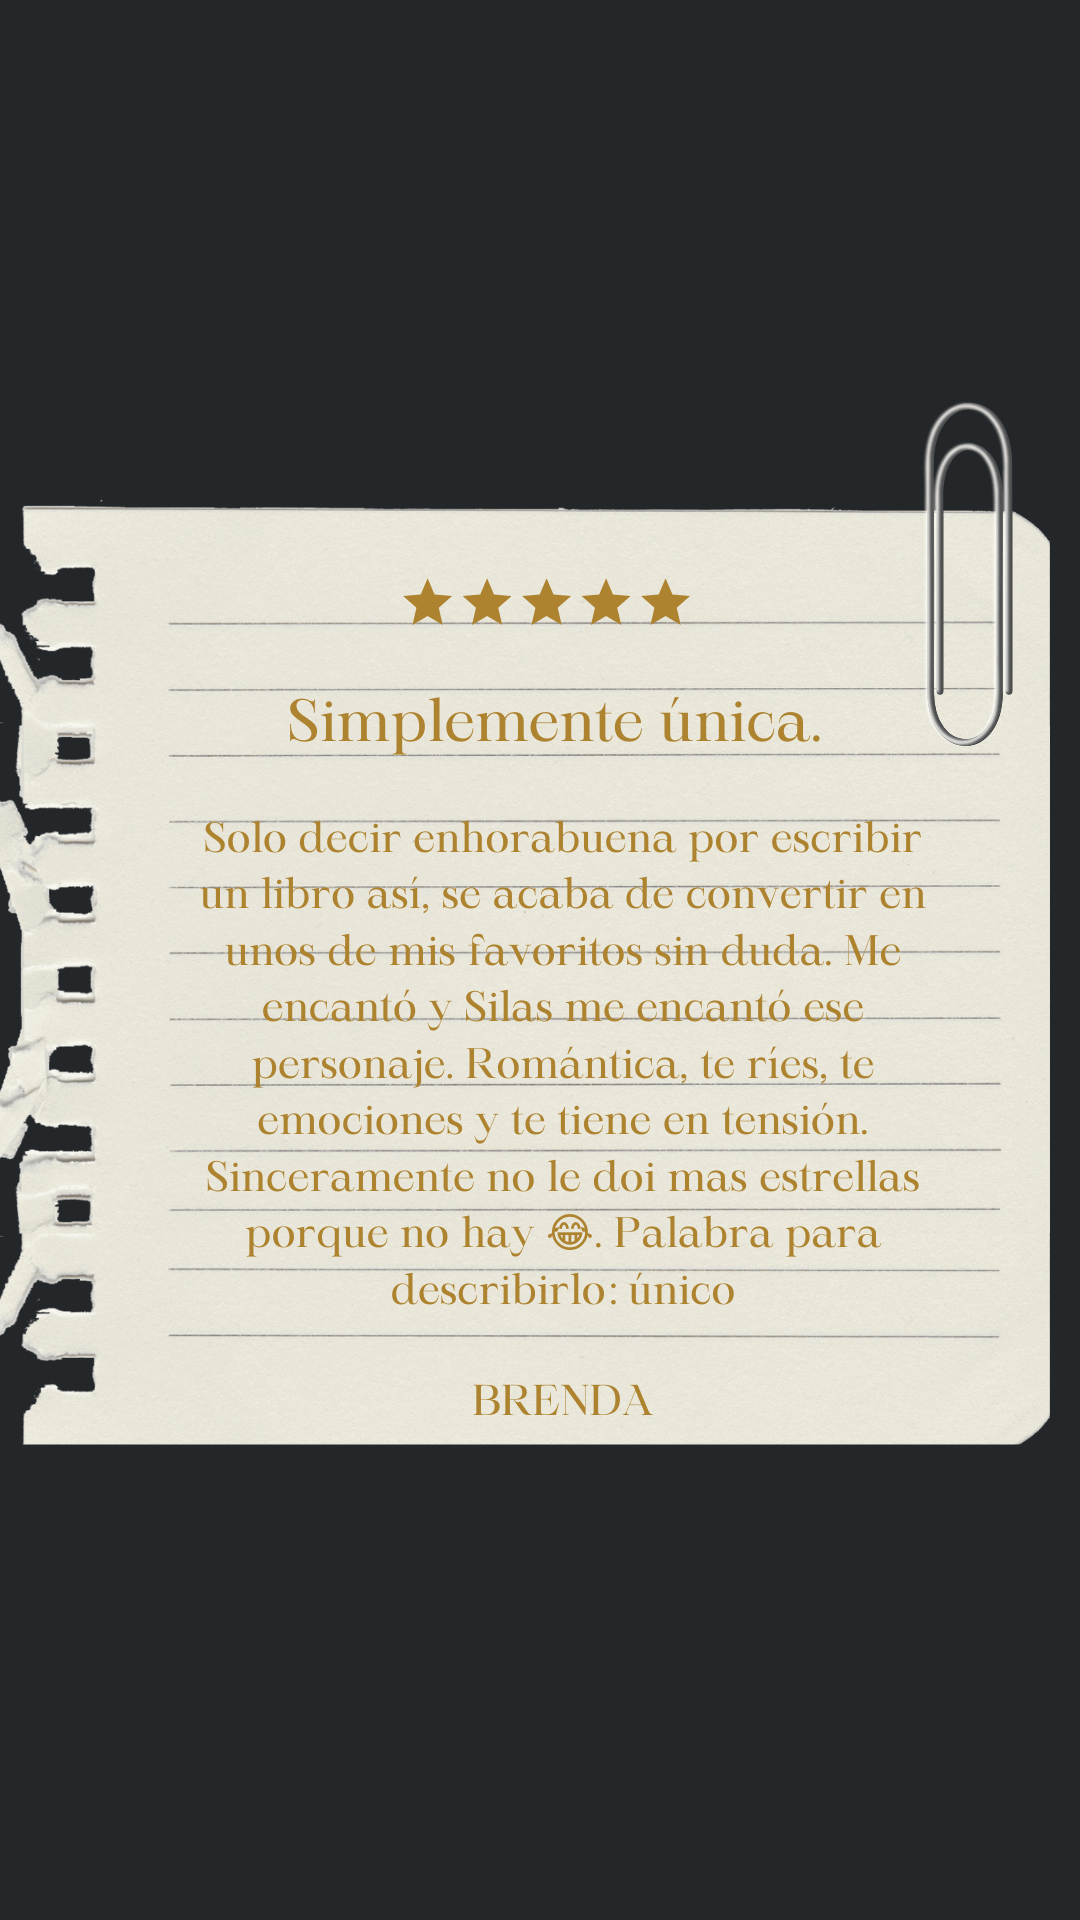 Simplemente única.
Solo decir enhorabuena por escribir
un libro así, se acaba de convertir en
unos de mis favoritos sin duda. Me
encantó y Silas me encantó ese
personaje. Romántica, te ríes, te
emociones y te tiene en tensión.
Sinceramente no le doi mas estrellas
porque no hay 😂. Palabra para
describirlo: único
BRENDA